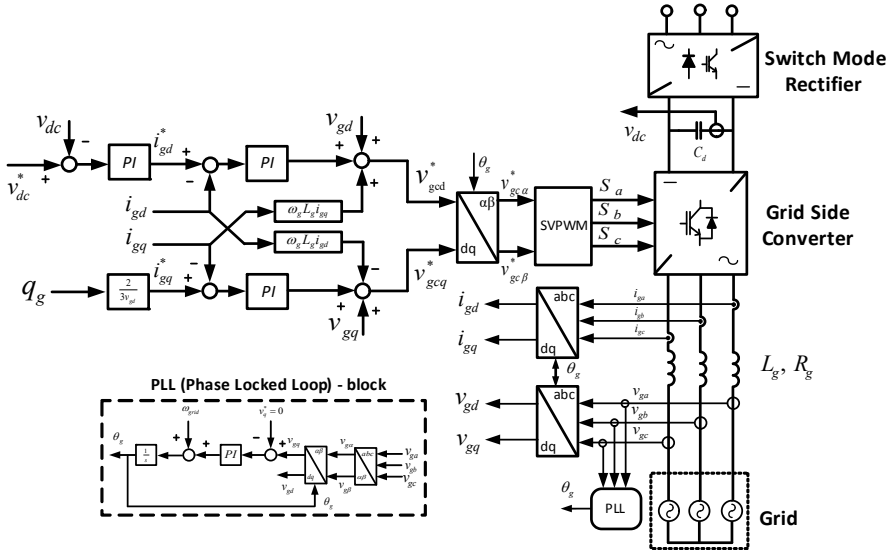 Switch Mode
Rectifier
v_dc
C_d
v_dc
v*_dc
-
+
PI
i*_gd
+
-
PI
v_gd
+
+
+
v*_gcd
i_gd
i_gq
ω_g L_g i_gq
ω_g L_g i_gd
q_g
2
3v_gd
i*_gq
+
-
PI
-
+
+
v_gq
v*_gcq
θ_g
αβ
dq
v*_gcα
v*_gcβ
SVPWM
S_a
S_b
S_c
Grid Side
Converter
i_gd
i_gq
abc
dq
i_ga
i_gb
i_gc
θ_g
L_g, R_g
v_gd
v_gq
abc
dq
v_ga
v_gb
v_gc
θ_g
PLL
Grid
PLL (Phase Locked Loop) - block
θ_g
1
s
ω_grid
+
+
PI
v*_q = 0
-
+
v_gq
v_gd
αβ
dq
θ_g
v_gα
v_gβ
abc
αβ
v_ga
v_gb
v_gc